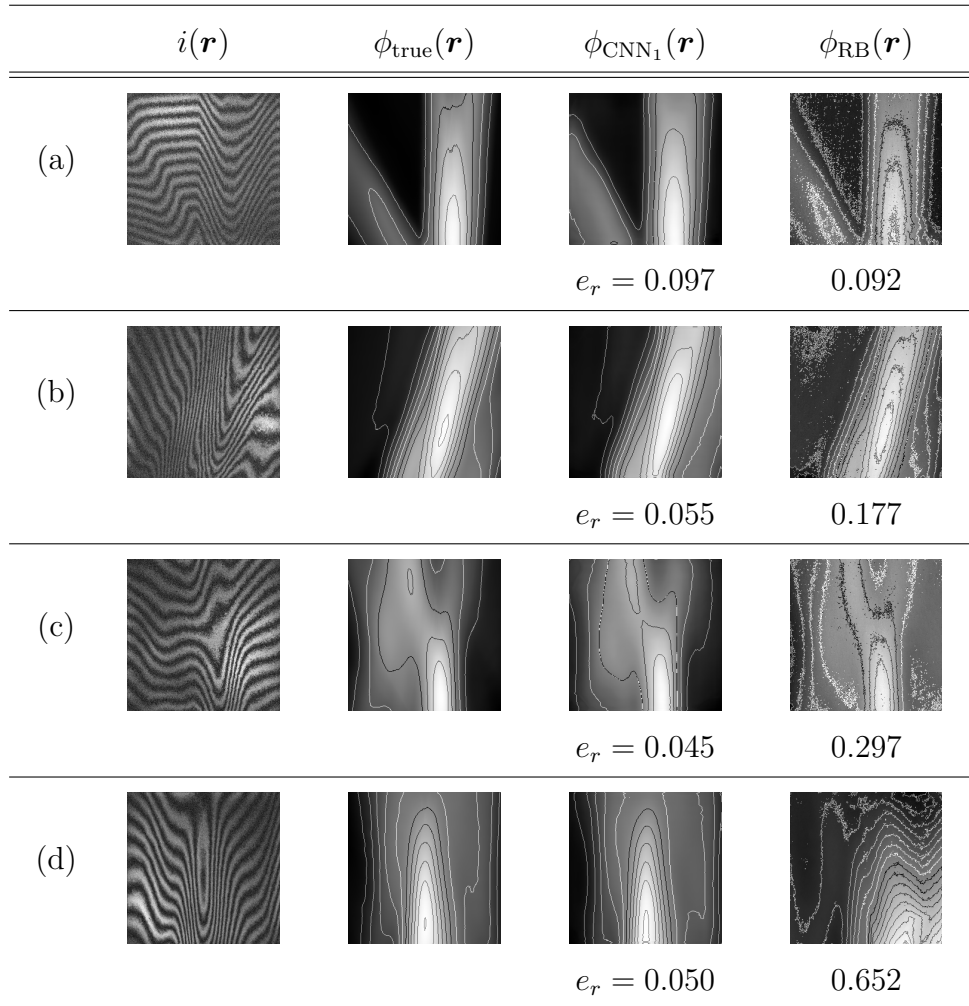 i(r) ϕtrue(r) ϕCNN1(r) ϕRB(r)
(a)
er = 0.097 0.092
(b)
er = 0.055 0.177
(c)
er = 0.045 0.297
(d)
er = 0.050 0.652